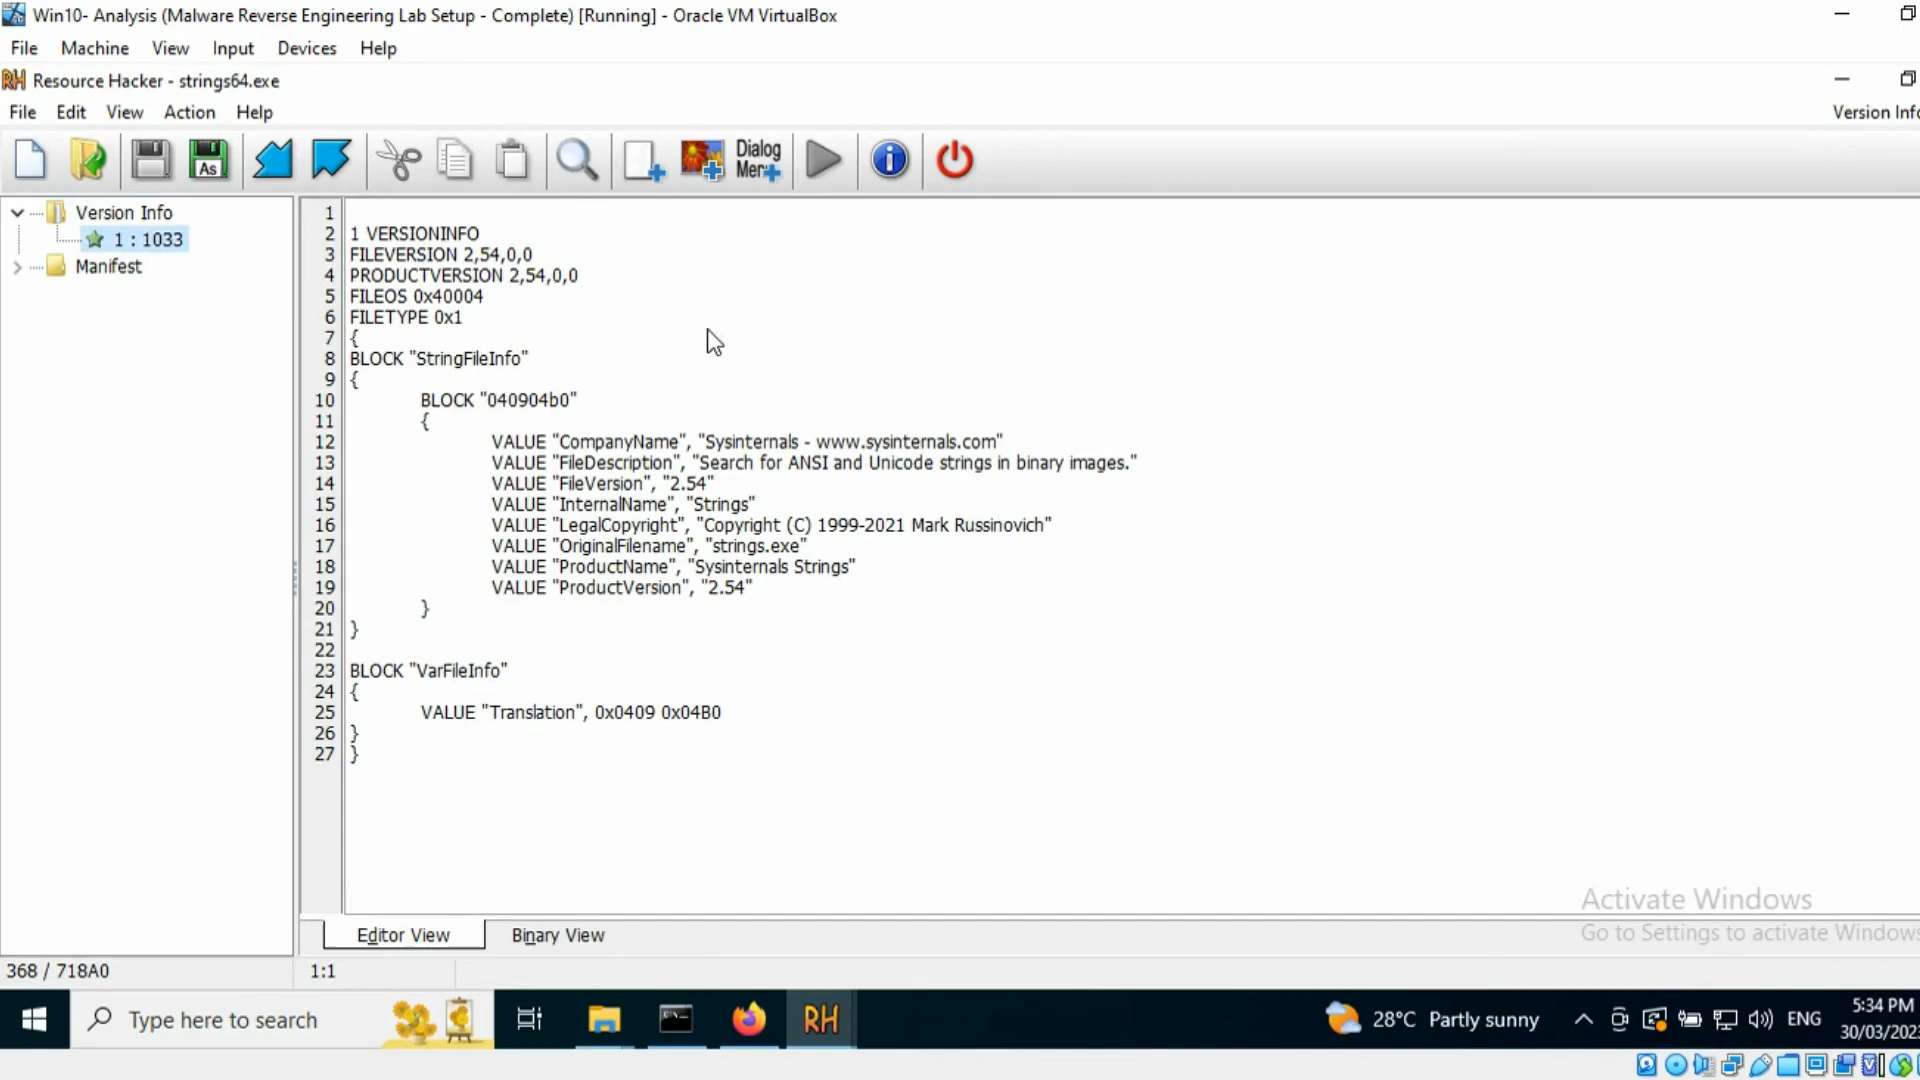 Win10- Analysis (Malware Reverse Engineering Lab Setup - Complete) [Running] - Oracle VM VirtualBox
File Machine View Input Devices Help
RH Resource Hacker - strings64.exe
File Edit View Action Help Version Info
As Dialog Menu
Version Info
1 : 1033
Manifest
1
2 1 VERSIONINFO
3 FILEVERSION 2,54,0,0
4 PRODUCTVERSION 2,54,0,0
5 FILEOS 0x40004
6 FILETYPE 0x1
7 {
8 BLOCK "StringFileInfo"
9 {
10 BLOCK "040904b0"
11 {
12 VALUE "CompanyName", "Sysinternals - www.sysinternals.com"
13 VALUE "FileDescription", "Search for ANSI and Unicode strings in binary images."
14 VALUE "FileVersion", "2.54"
15 VALUE "InternalName", "Strings"
16 VALUE "LegalCopyright", "Copyright (C) 1999-2021 Mark Russinovich"
17 VALUE "OriginalFilename", "strings.exe"
18 VALUE "ProductName", "Sysinternals Strings"
19 VALUE "ProductVersion", "2.54"
20 }
21 }
22
23 BLOCK "VarFileInfo"
24 {
25 VALUE "Translation", 0x0409 0x04B0
26 }
27 }
Activate Windows
Go to Settings to activate Windows
Editor View Binary View
368 / 718A0 1:1
Type here to search RH 28°C Partly sunny ENG 5:34 PM
30/03/202